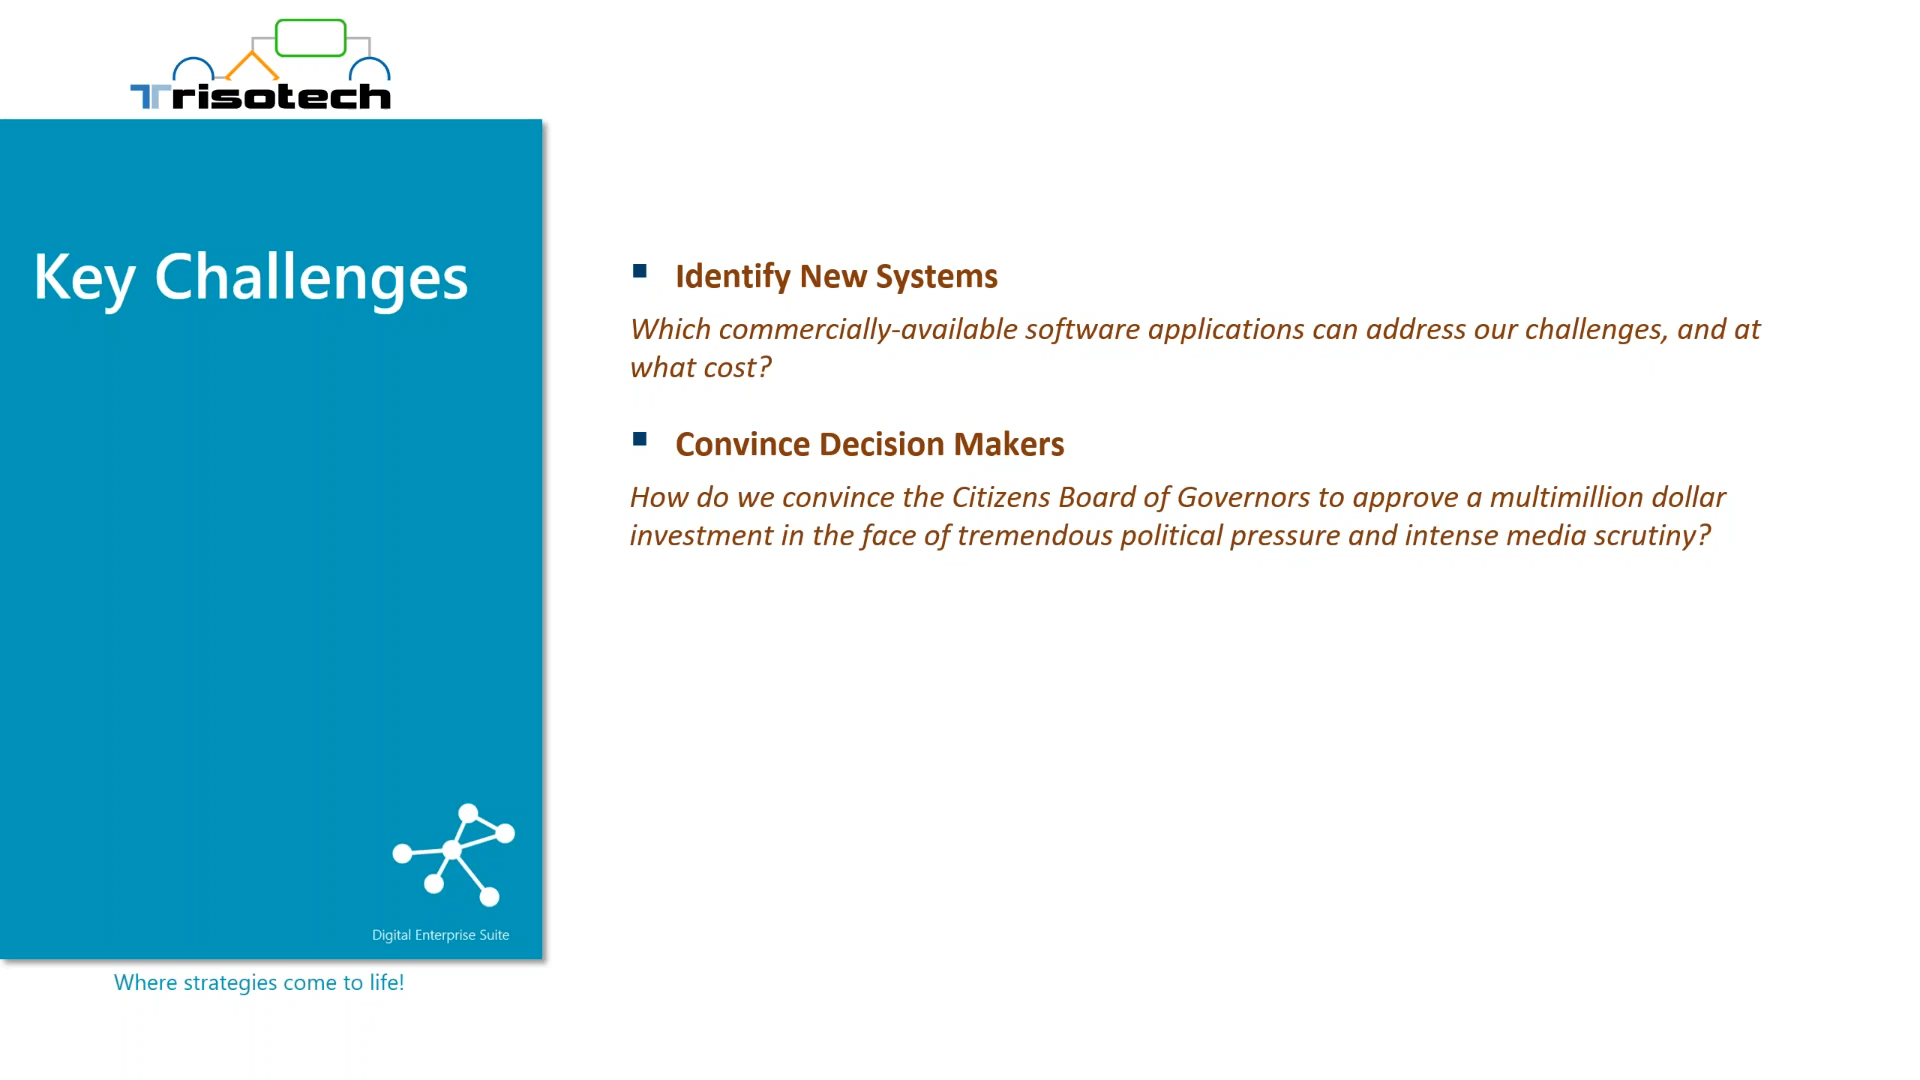 Trisotech
Key Challenges
Identify New Systems
Which commercially-available software applications can address our challenges, and at
what cost?
Convince Decision Makers
How do we convince the Citizens Board of Governors to approve a multimillion dollar
investment in the face of tremendous political pressure and intense media scrutiny?
Digital Enterprise Suite
Where strategies come to life!